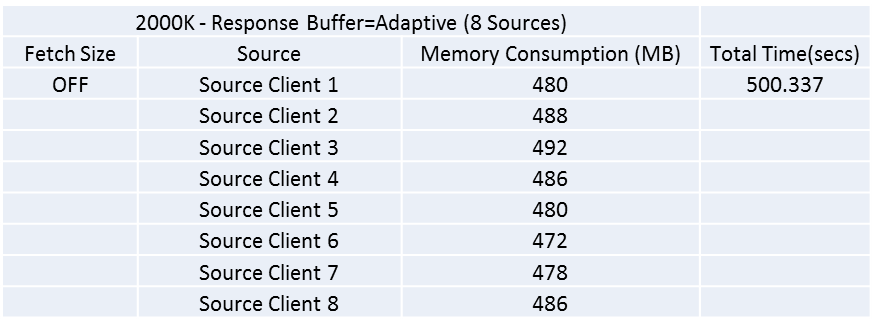 2000K - Response Buffer=Adaptive (8 Sources)
Fetch Size Source Memory Consumption (MB) Total Time(secs)
OFF Source Client 1 480 500.337
Source Client 2 488
Source Client 3 492
Source Client 4 486
Source Client 5 480
Source Client 6 472
Source Client 7 478
Source Client 8 486